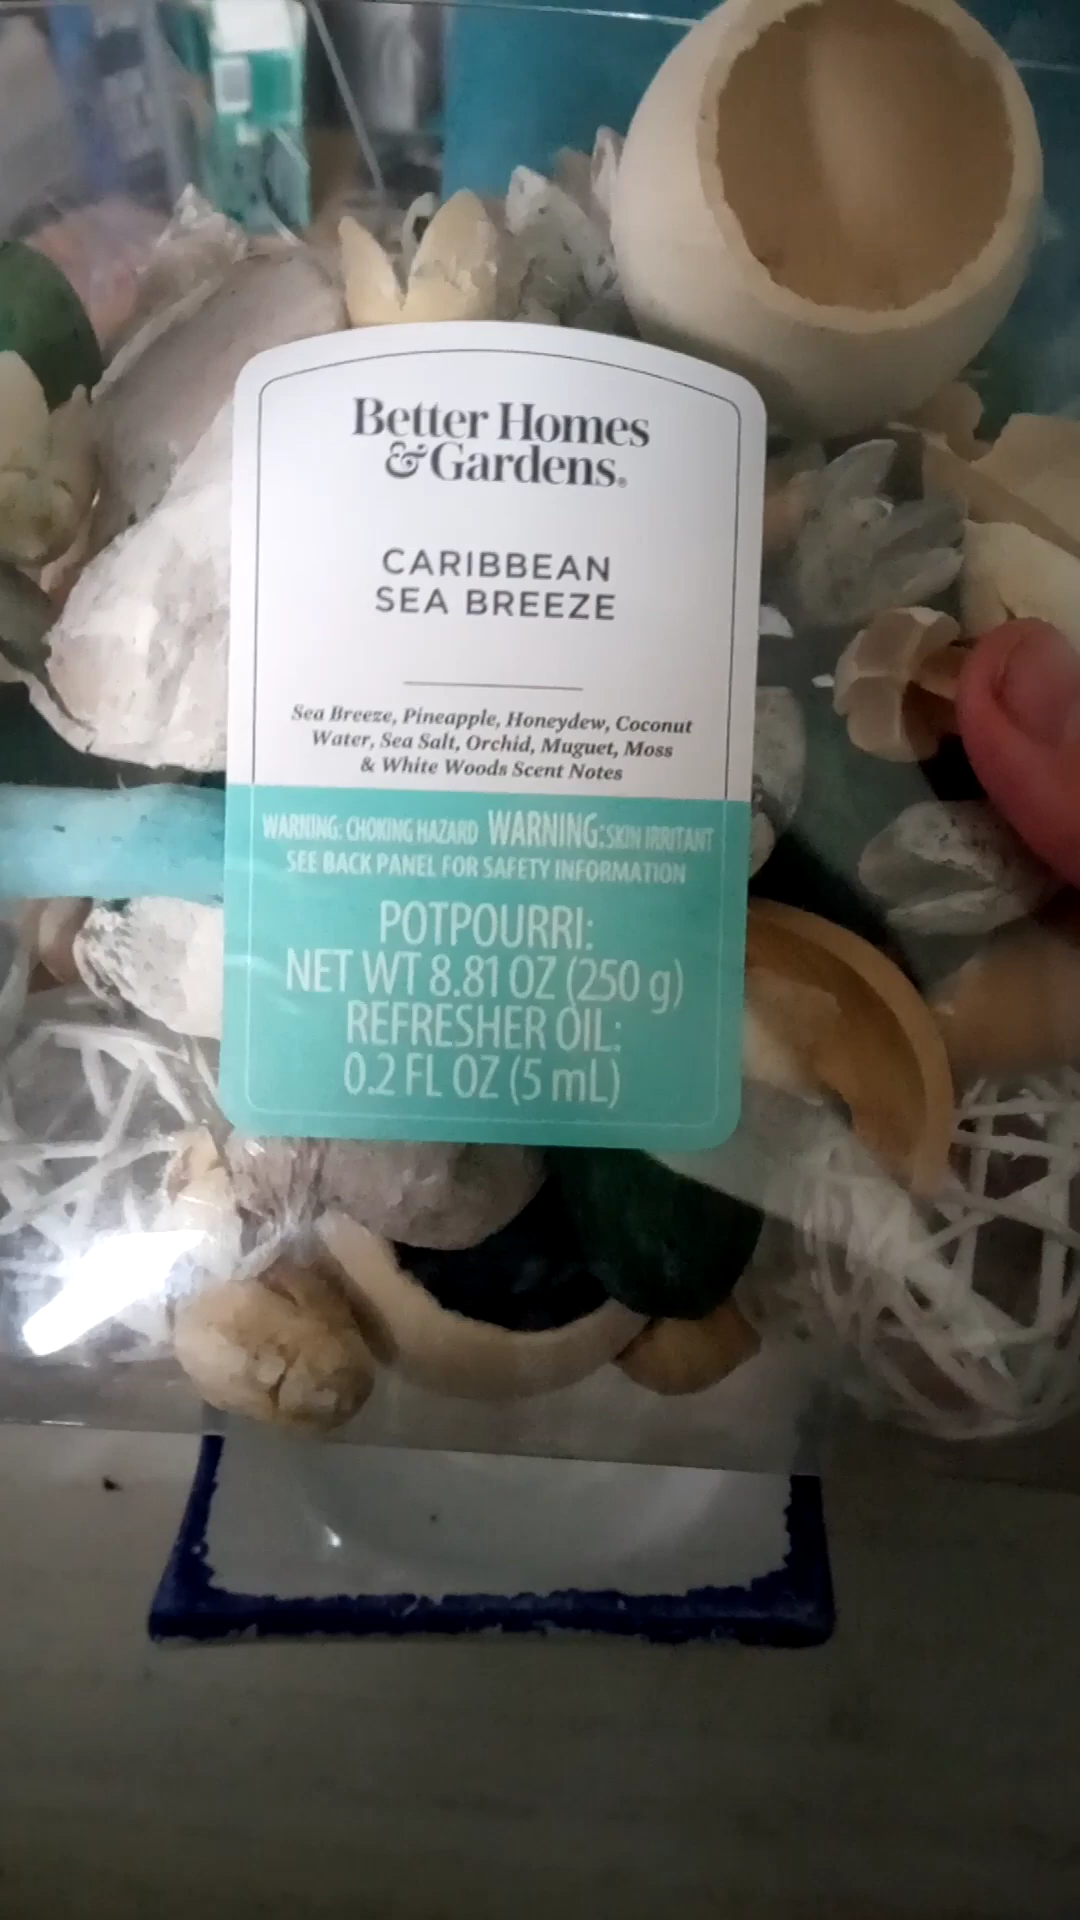 Better Homes
& Gardens®
CARIBBEAN
SEA BREEZE
Sea Breeze, Pineapple, Honeydew, Coconut
Water, Sea Salt, Orchid, Muguet, Moss
& White Woods Scent Notes
WARNING: CHOKING HAZARD WARNING: SKIN IRRITANT
SEE BACK PANEL FOR SAFETY INFORMATION
POTPOURRI:
NET WT 8.81 OZ (250 g)
REFRESHER OIL:
0.2 FL OZ (5 mL)